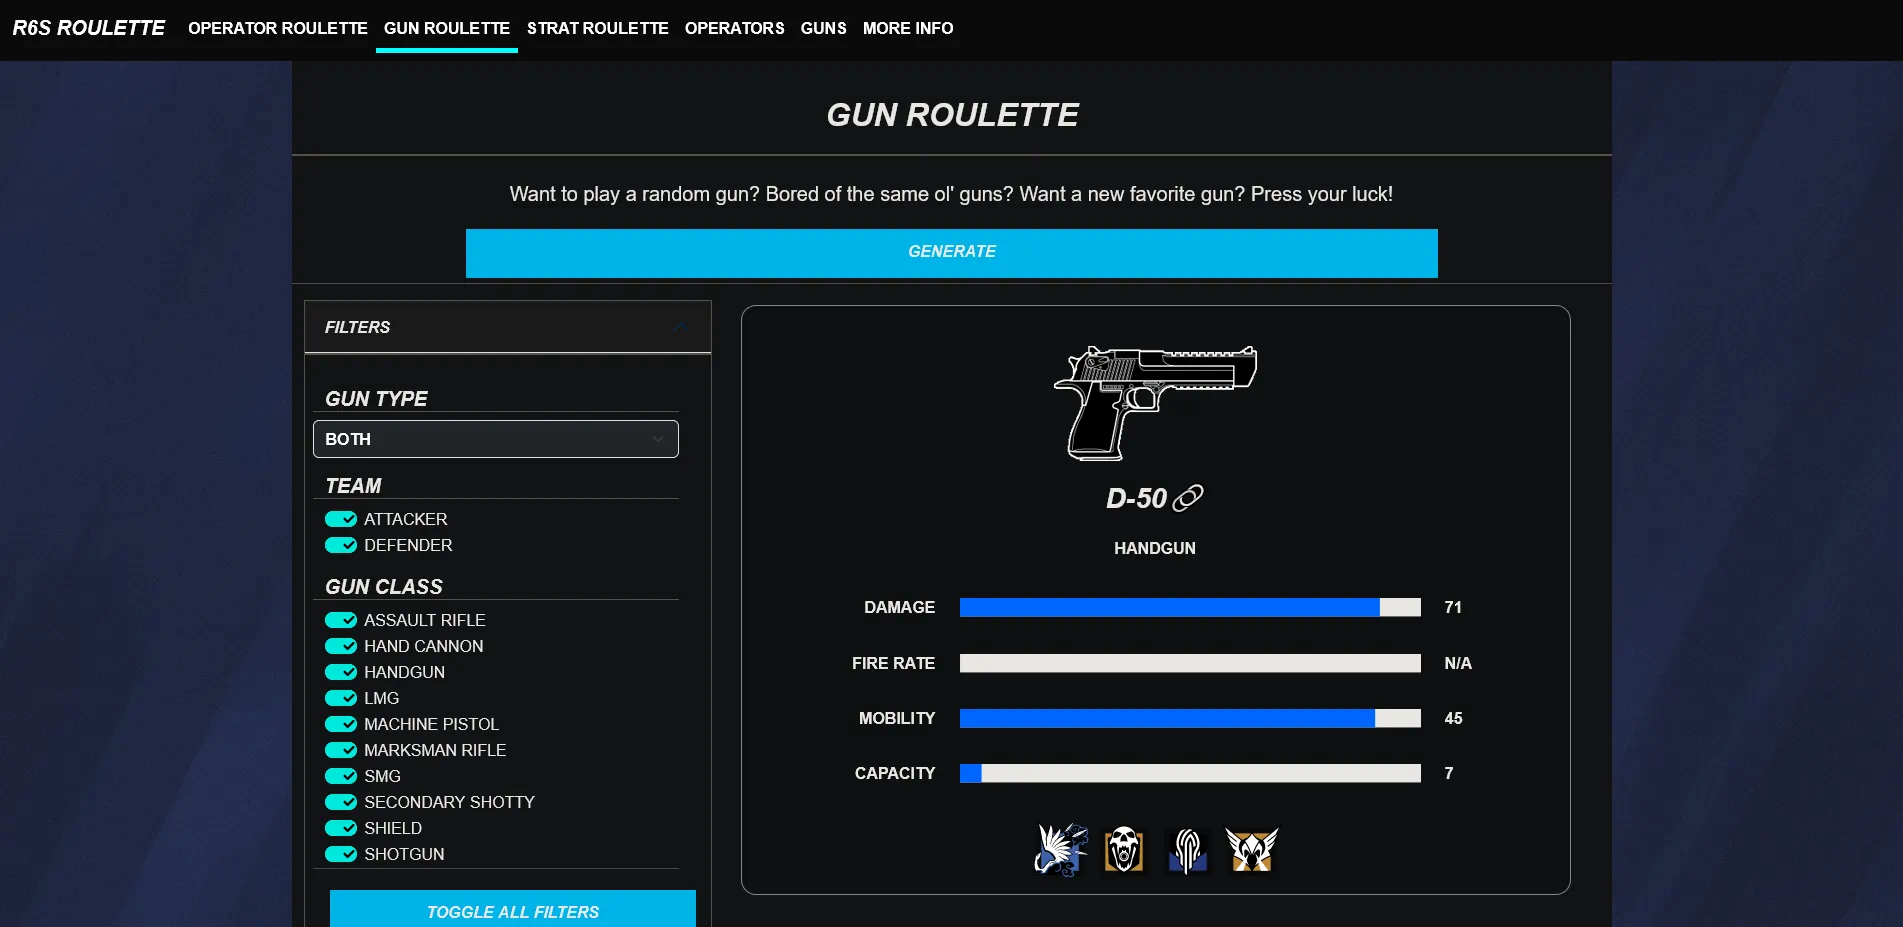 R6S ROULETTE OPERATOR ROULETTE GUN ROULETTE STRAT ROULETTE OPERATORS GUNS MORE INFO
GUN ROULETTE
Want to play a random gun? Bored of the same ol' guns? Want a new favorite gun? Press your luck!
GENERATE
FILTERS
GUN TYPE
BOTH
TEAM
ATTACKER
DEFENDER
GUN CLASS
ASSAULT RIFLE
HAND CANNON
HANDGUN
LMG
MACHINE PISTOL
MARKSMAN RIFLE
SMG
SECONDARY SHOTTY
SHIELD
SHOTGUN
TOGGLE ALL FILTERS
D-50
HANDGUN
DAMAGE 71
FIRE RATE N/A
MOBILITY 45
CAPACITY 7